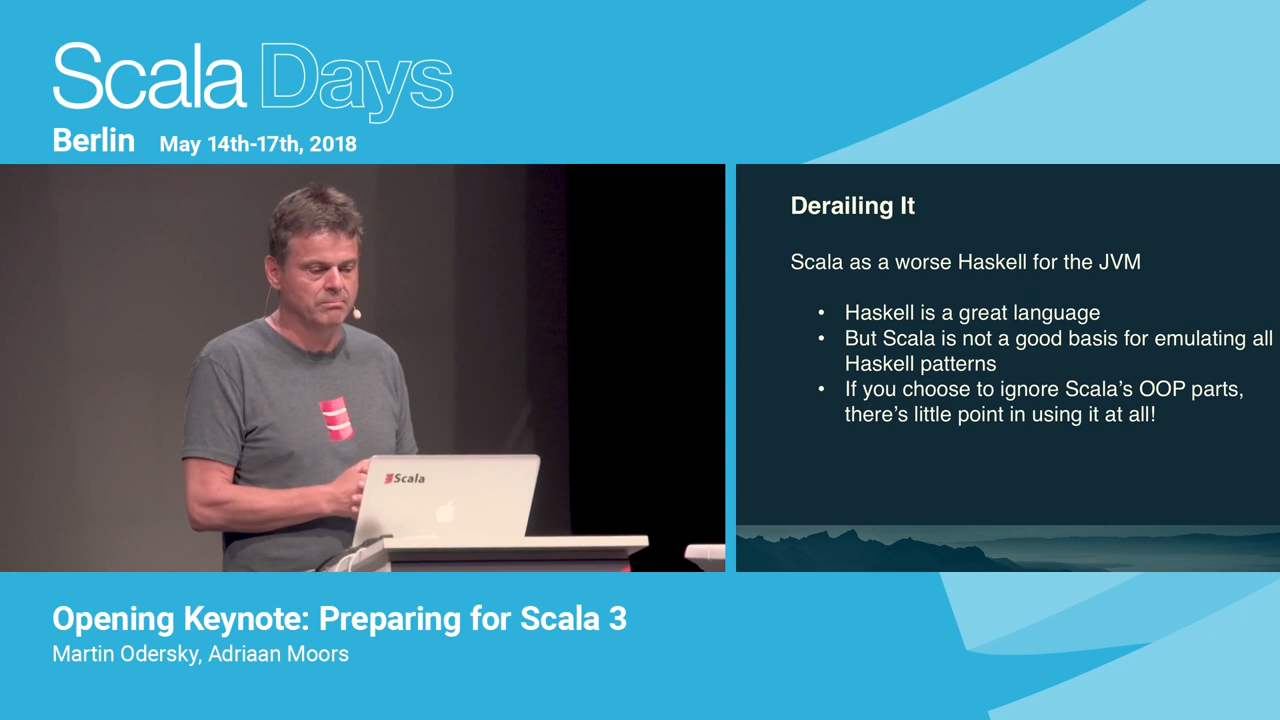 Scala Days
Berlin May 14th-17th, 2018
Derailing It
Scala as a worse Haskell for the JVM
• Haskell is a great language
• But Scala is not a good basis for emulating all
Haskell patterns
• If you choose to ignore Scala's OOP parts,
there's little point in using it at all!
Scala
Opening Keynote: Preparing for Scala 3
Martin Odersky, Adriaan Moors